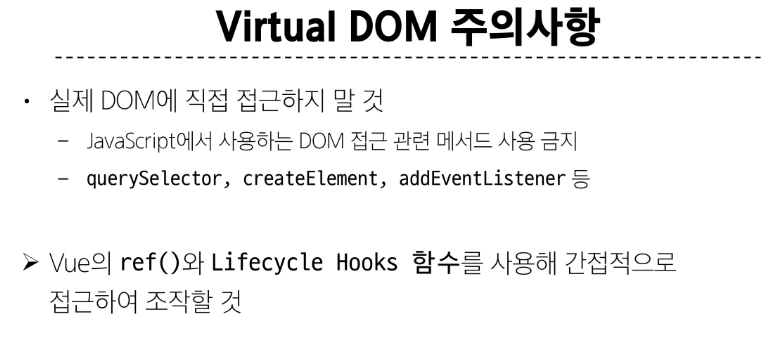 Virtual DOM 주의사항
• 실제 DOM에 직접 접근하지 말 것
– JavaScript에서 사용하는 DOM 접근 관련 메서드 사용 금지
– querySelector, createElement, addEventListener 등
➢ Vue의 ref()와 Lifecycle Hooks 함수를 사용해 간접적으로
접근하여 조작할 것